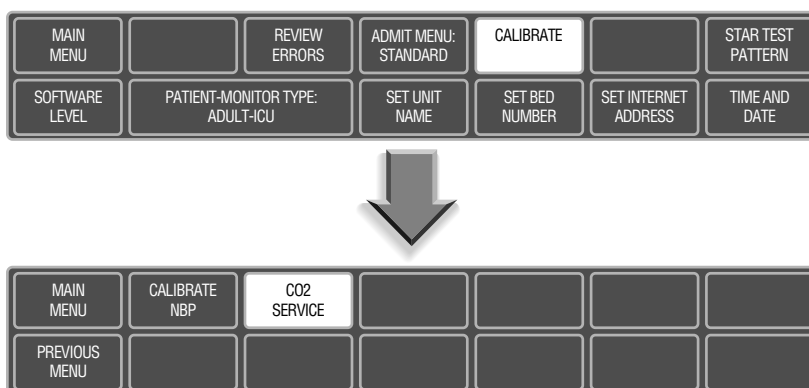 MAIN
MENU
REVIEW
ERRORS
ADMIT MENU:
STANDARD
CALIBRATE
STAR TEST
PATTERN
SOFTWARE
LEVEL
PATIENT-MONITOR TYPE:
ADULT-ICU
SET UNIT
NAME
SET BED
NUMBER
SET INTERNET
ADDRESS
TIME AND
DATE
MAIN
MENU
CALIBRATE
NBP
CO2
SERVICE
PREVIOUS
MENU